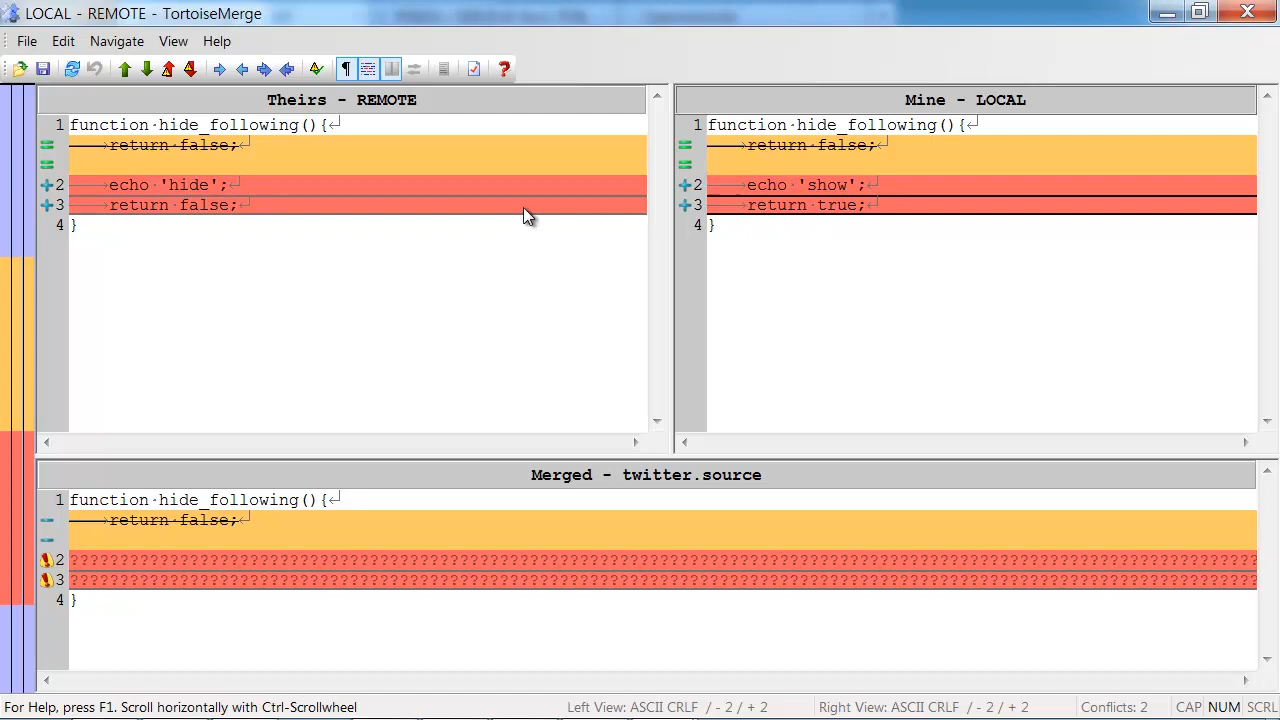 LOCAL - REMOTE - TortoiseMerge
File Edit Navigate View Help
Theirs - REMOTE
1 function·hide_following(){
return·false;
2 echo·'hide';
3 return·false;
4 }
Mine - LOCAL
1 function·hide_following(){
return·false;
2 echo·'show';
3 return·true;
4 }
Merged - twitter.source
1 function·hide_following(){
return·false;
2
3
4 }
For Help, press F1. Scroll horizontally with Ctrl-Scrollwheel
Left View: ASCII CRLF / - 2 / + 2
Right View: ASCII CRLF / - 2 / + 2
Conflicts: 2
CAP NUM SCRL